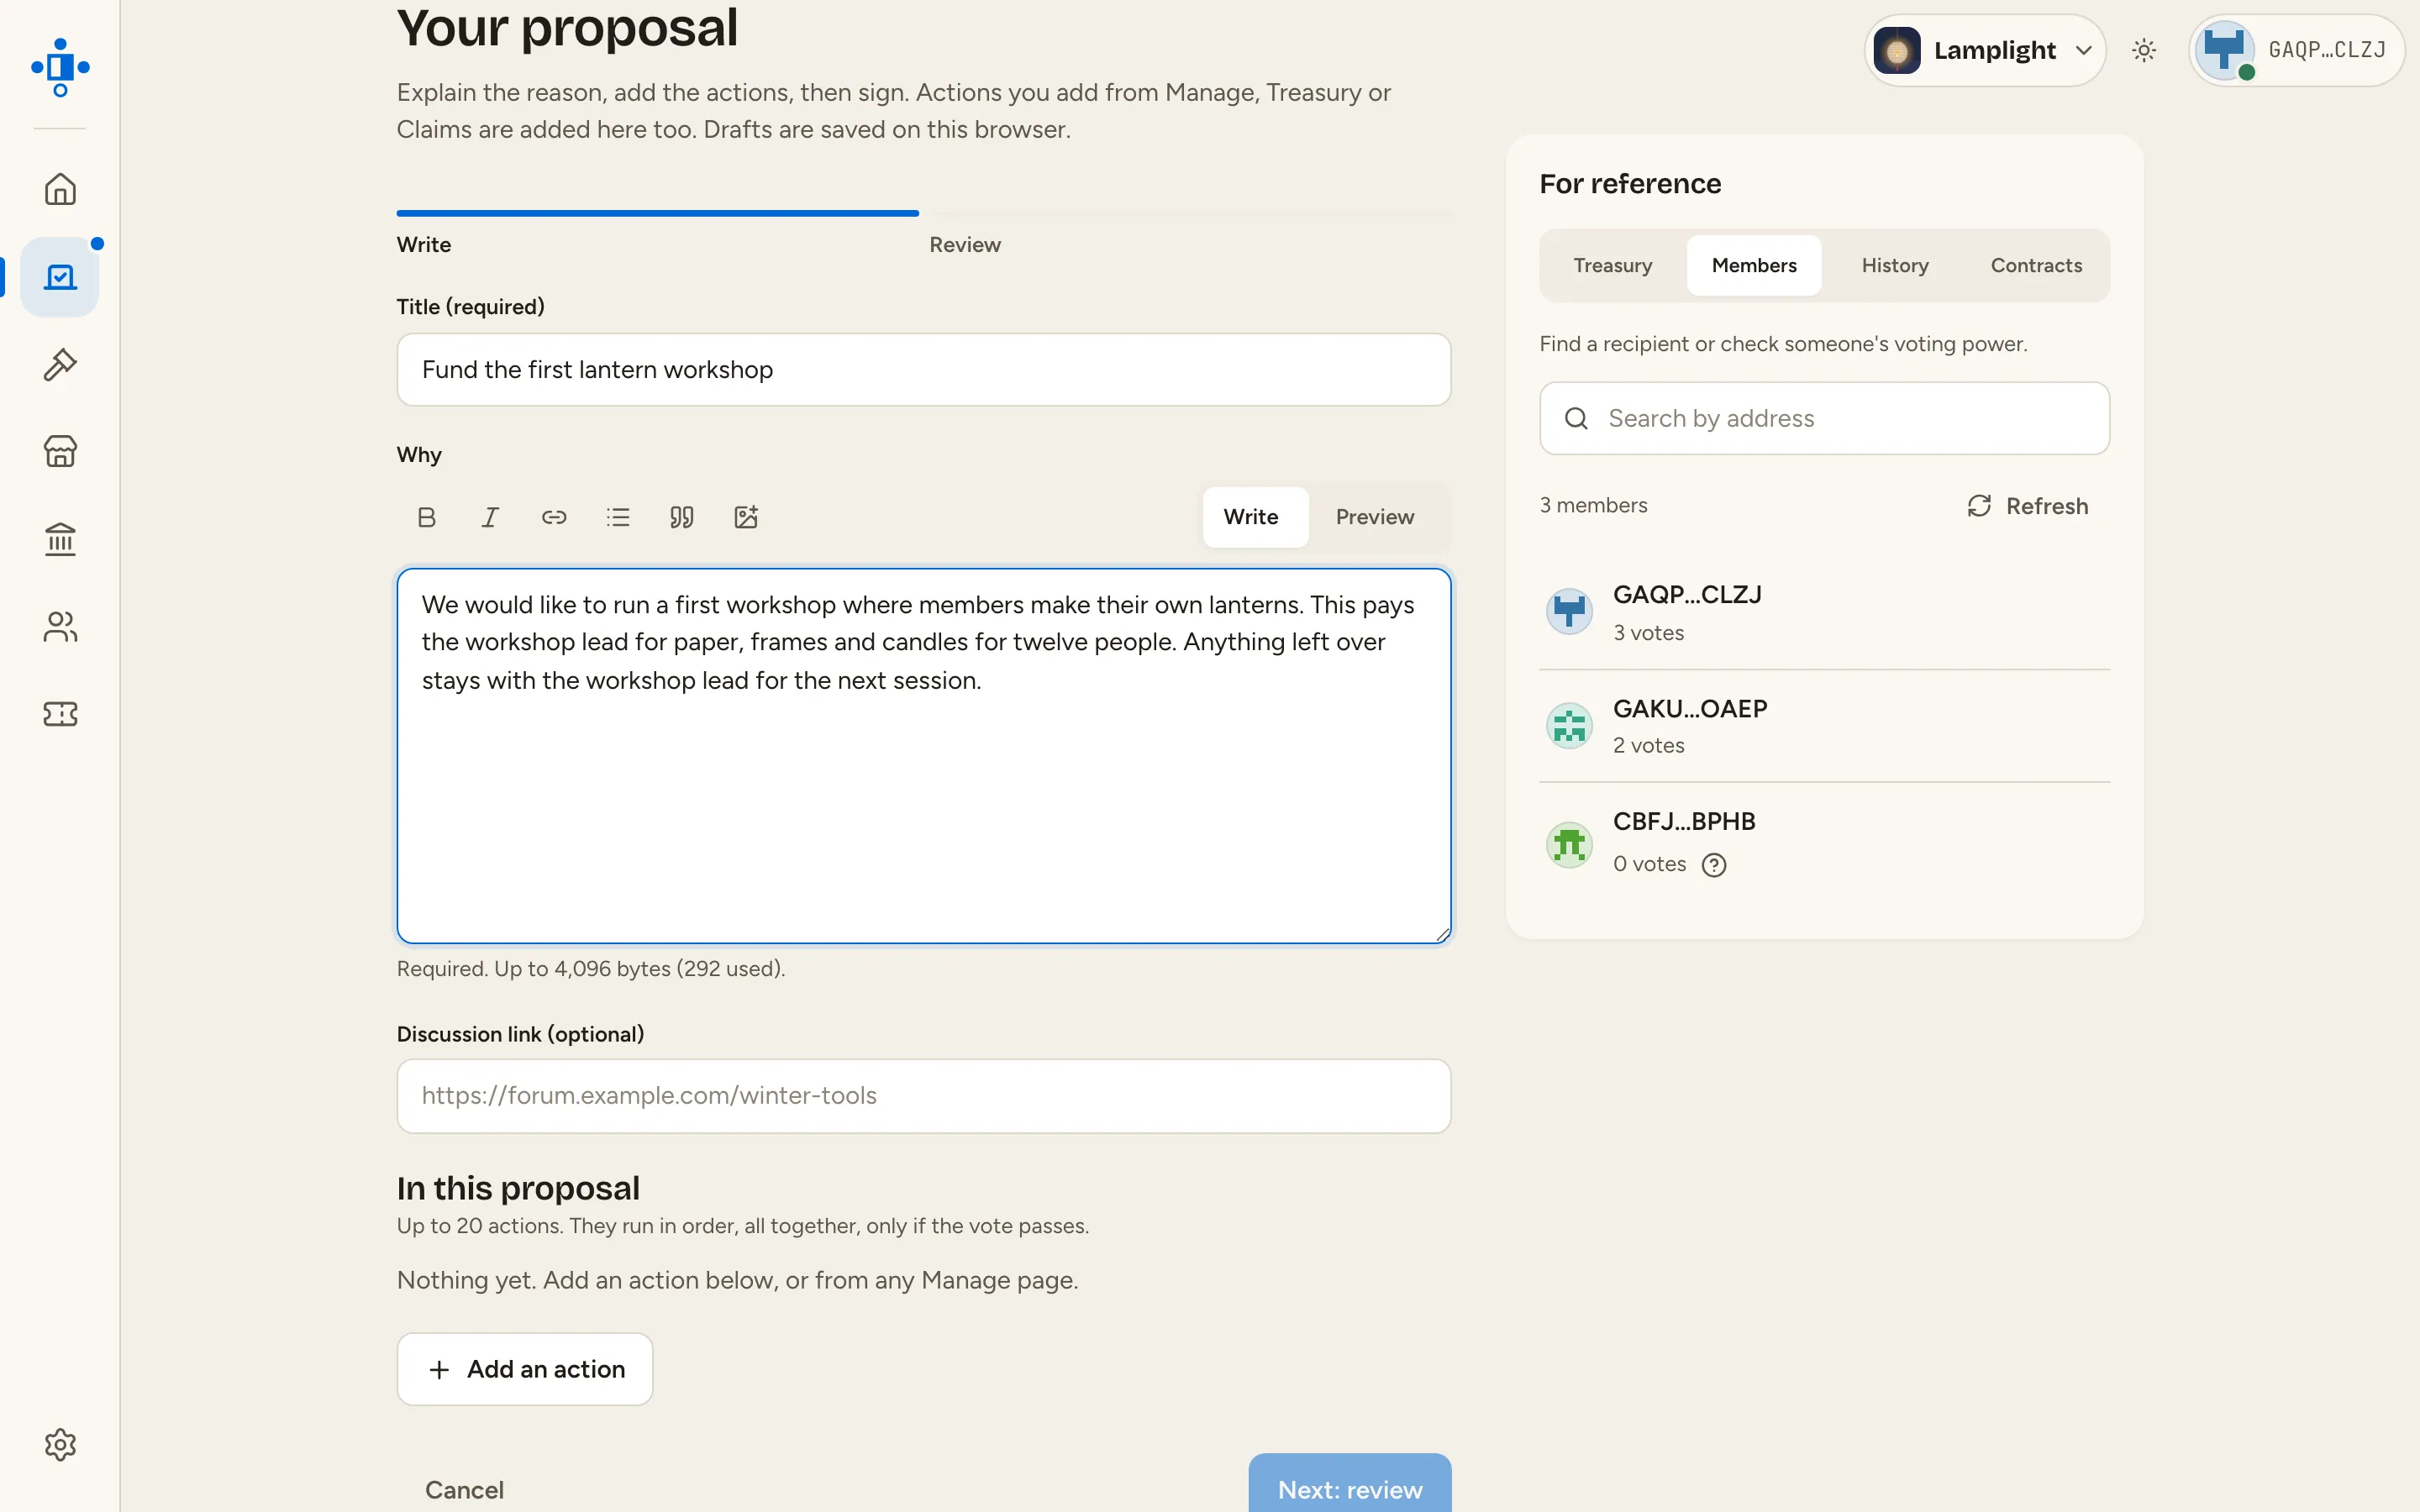 Your proposal
Explain the reason, add the actions, then sign. Actions you add from Manage, Treasury or
Claims are added here too. Drafts are saved on this browser.
Write
Review
Title (required)
Fund the first lantern workshop
Why
Write
Preview
We would like to run a first workshop where members make their own lanterns. This pays
the workshop lead for paper, frames and candles for twelve people. Anything left over
stays with the workshop lead for the next session.
Required. Up to 4,096 bytes (292 used).
Discussion link (optional)
https://forum.example.com/winter-tools
In this proposal
Up to 20 actions. They run in order, all together, only if the vote passes.
Nothing yet. Add an action below, or from any Manage page.
Add an action
Cancel
Next: review
Lamplight
GAQP...CLZJ
For reference
Treasury
Members
History
Contracts
Find a recipient or check someone's voting power.
Search by address
3 members
Refresh
GAQP...CLZJ
3 votes
GAKU...OAEP
2 votes
CBFJ...BPHB
0 votes